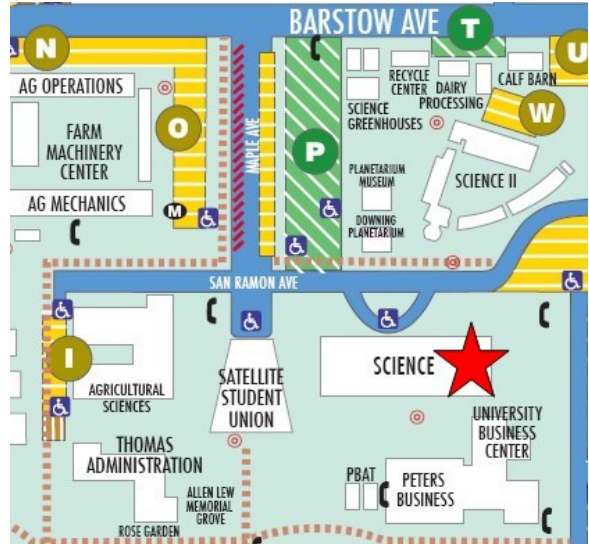 BARSTOW AVE
T
N
U
AG OPERATIONS
RECYCLE
CENTER
DAIRY
PROCESSING
CALF BARN
SCIENCE
GREENHOUSES
W
O
P
MAPLE AVE
FARM
MACHINERY
CENTER
PLANETARIUM
MUSEUM
SCIENCE II
AG MECHANICS
M
DOWNING
PLANETARIUM
SAN RAMON AVE
I
AGRICULTURAL
SCIENCES
SATELLITE
STUDENT
UNION
SCIENCE
UNIVERSITY
BUSINESS
CENTER
THOMAS
ADMINISTRATION
ALLEN LEW
MEMORIAL
GROVE
ROSE GARDEN
PBAT
PETERS
BUSINESS